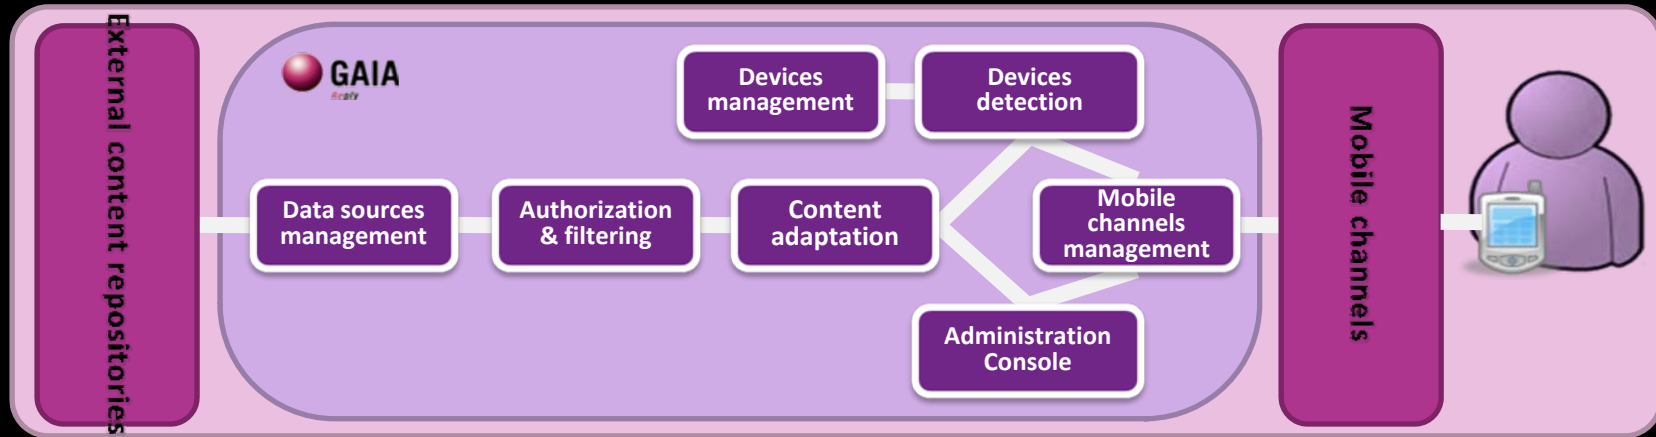 External content repositories
GAIA
Reply
Devices
management
Devices
detection
Data sources
management
Authorization
& filtering
Content
adaptation
Mobile
channels
management
Administration
Console
Mobile channels